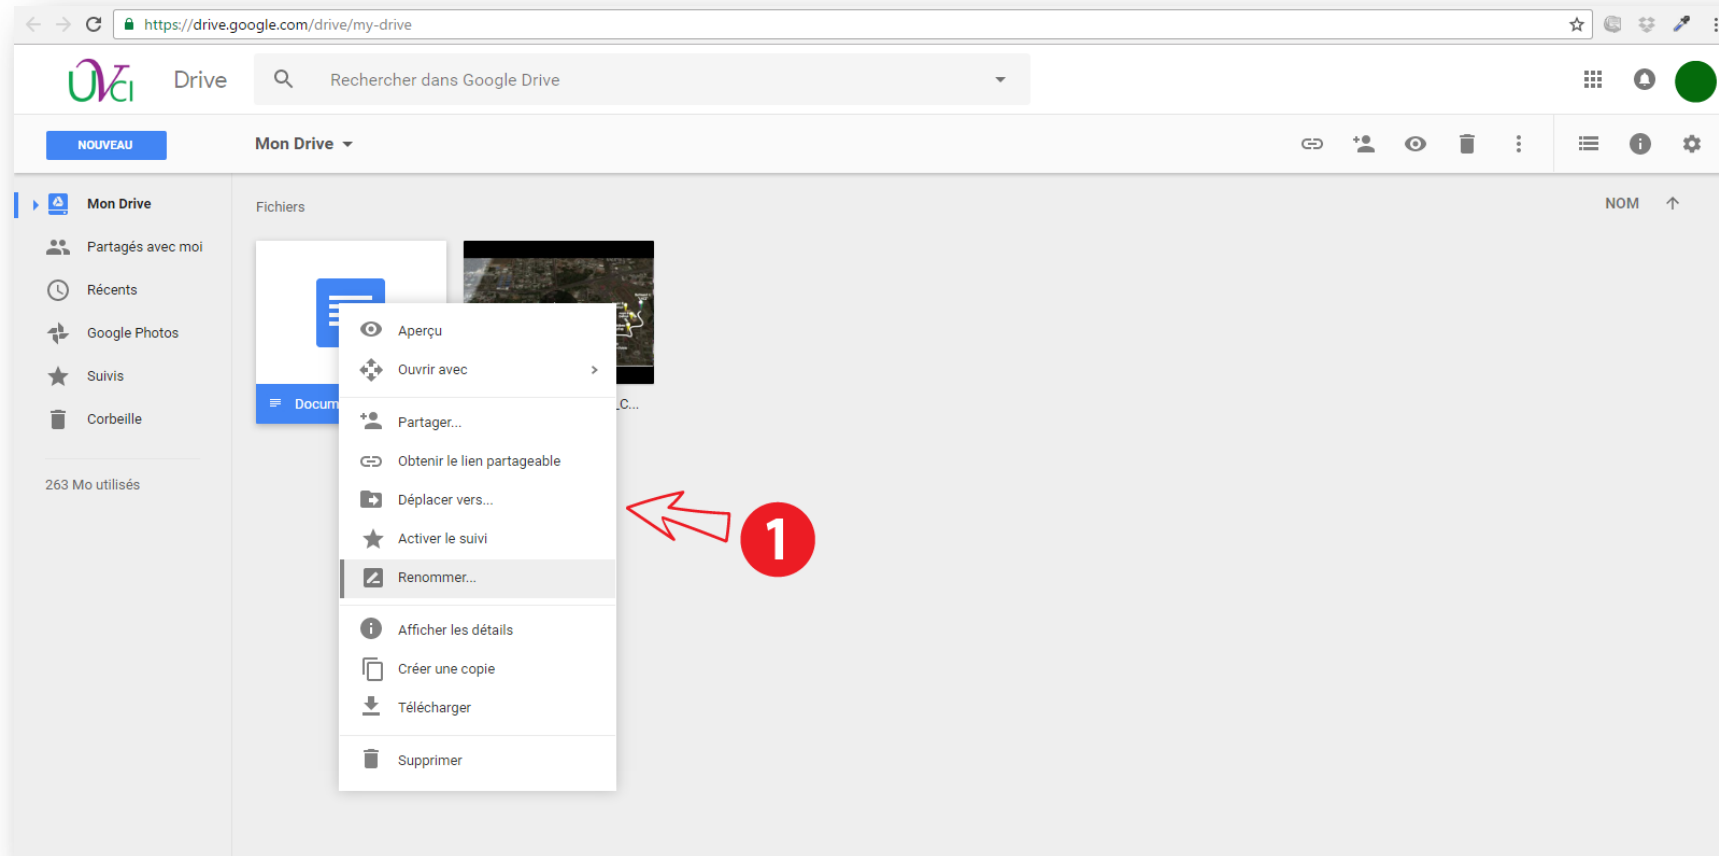 https://drive.google.com/drive/my-drive
UVCI Drive Rechercher dans Google Drive
NOUVEAU Mon Drive
Mon Drive
Fichiers
NOM
Partagés avec moi
Récents
Google Photos
Suivis
Corbeille
263 Mo utilisés
Docum
_C...
Aperçu
Ouvrir avec
Partager...
Obtenir le lien partageable
Déplacer vers...
Activer le suivi
Renommer...
Afficher les détails
Créer une copie
Télécharger
Supprimer
1